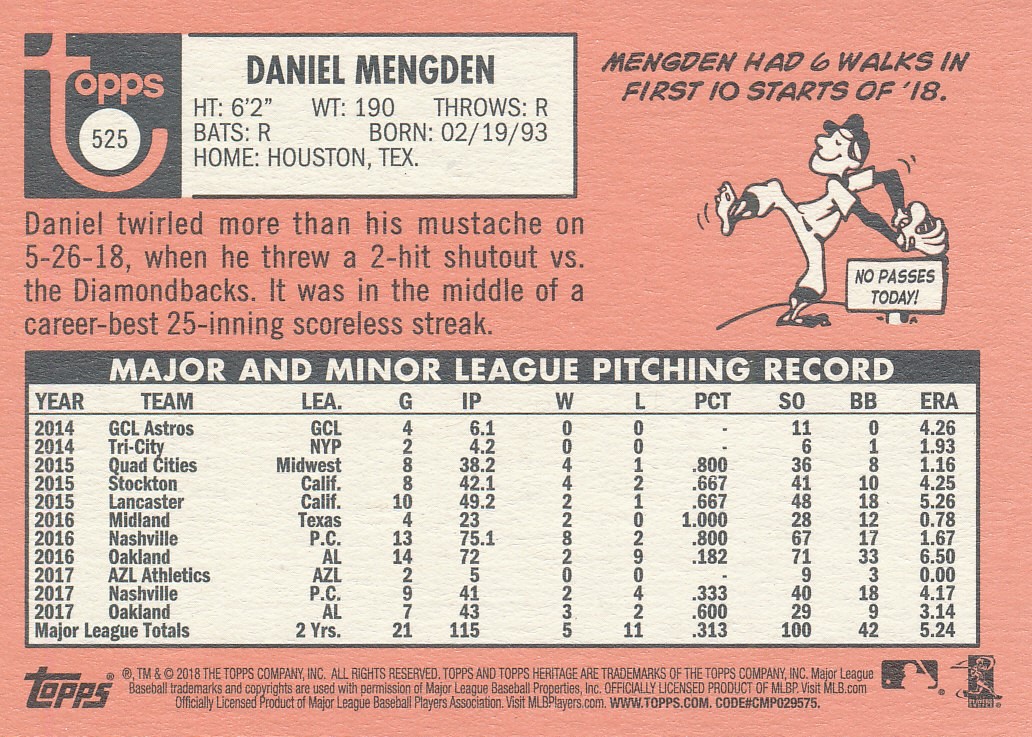 topps
525
DANIEL MENGDEN
HT: 6'2" WT: 190 THROWS: R
BATS: R BORN: 02/19/93
HOME: HOUSTON, TEX.
MENGDEN HAD 6 WALKS IN
FIRST 10 STARTS OF '18.
NO PASSES
TODAY!
Daniel twirled more than his mustache on
5-26-18, when he threw a 2-hit shutout vs.
the Diamondbacks. It was in the middle of a
career-best 25-inning scoreless streak.
MAJOR AND MINOR LEAGUE PITCHING RECORD
YEAR TEAM LEA. G IP W L PCT SO BB ERA
2014 GCL Astros GCL 4 6.1 0 0 - 11 0 4.26
2014 Tri-City NYP 2 4.2 0 0 - 6 1 1.93
2015 Quad Cities Midwest 8 38.2 4 1 .800 36 8 1.16
2015 Stockton Calif. 8 42.1 4 2 .667 41 10 4.25
2015 Lancaster Calif. 10 49.2 2 1 .667 48 18 5.26
2016 Midland Texas 4 23 2 0 1.000 28 12 0.78
2016 Nashville P.C. 13 75.1 8 2 .800 67 17 1.67
2016 Oakland AL 14 72 2 9 .182 71 33 6.50
2017 AZL Athletics AZL 2 5 0 0 - 9 3 0.00
2017 Nashville P.C. 9 41 2 4 .333 40 18 4.17
2017 Oakland AL 7 43 3 2 .600 29 9 3.14
Major League Totals 2 Yrs. 21 115 5 11 .313 100 42 5.24
topps® ®, TM & © 2018 THE TOPPS COMPANY, INC. ALL RIGHTS RESERVED. TOPPS AND TOPPS HERITAGE ARE TRADEMARKS OF THE TOPPS COMPANY, INC. Major League
Baseball trademarks and copyrights are used with permission of Major League Baseball Properties, Inc. OFFICIALLY LICENSED PRODUCT OF MLBP. Visit MLB.com
Officially Licensed Product of Major League Baseball Players Association. Visit MLBPlayers.com. WWW.TOPPS.COM. CODE#CMP029575.